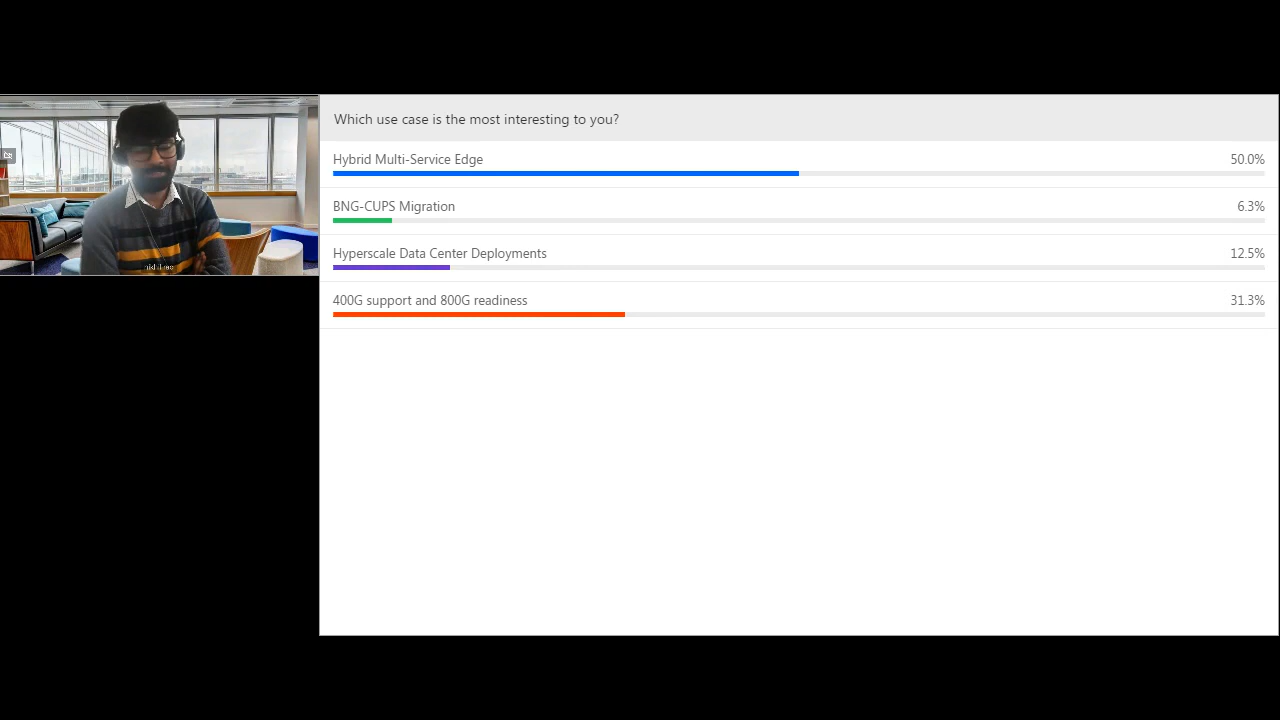 Which use case is the most interesting to you?
Hybrid Multi-Service Edge 50.0%
BNG-CUPS Migration 6.3%
Hyperscale Data Center Deployments 12.5%
400G support and 800G readiness 31.3%